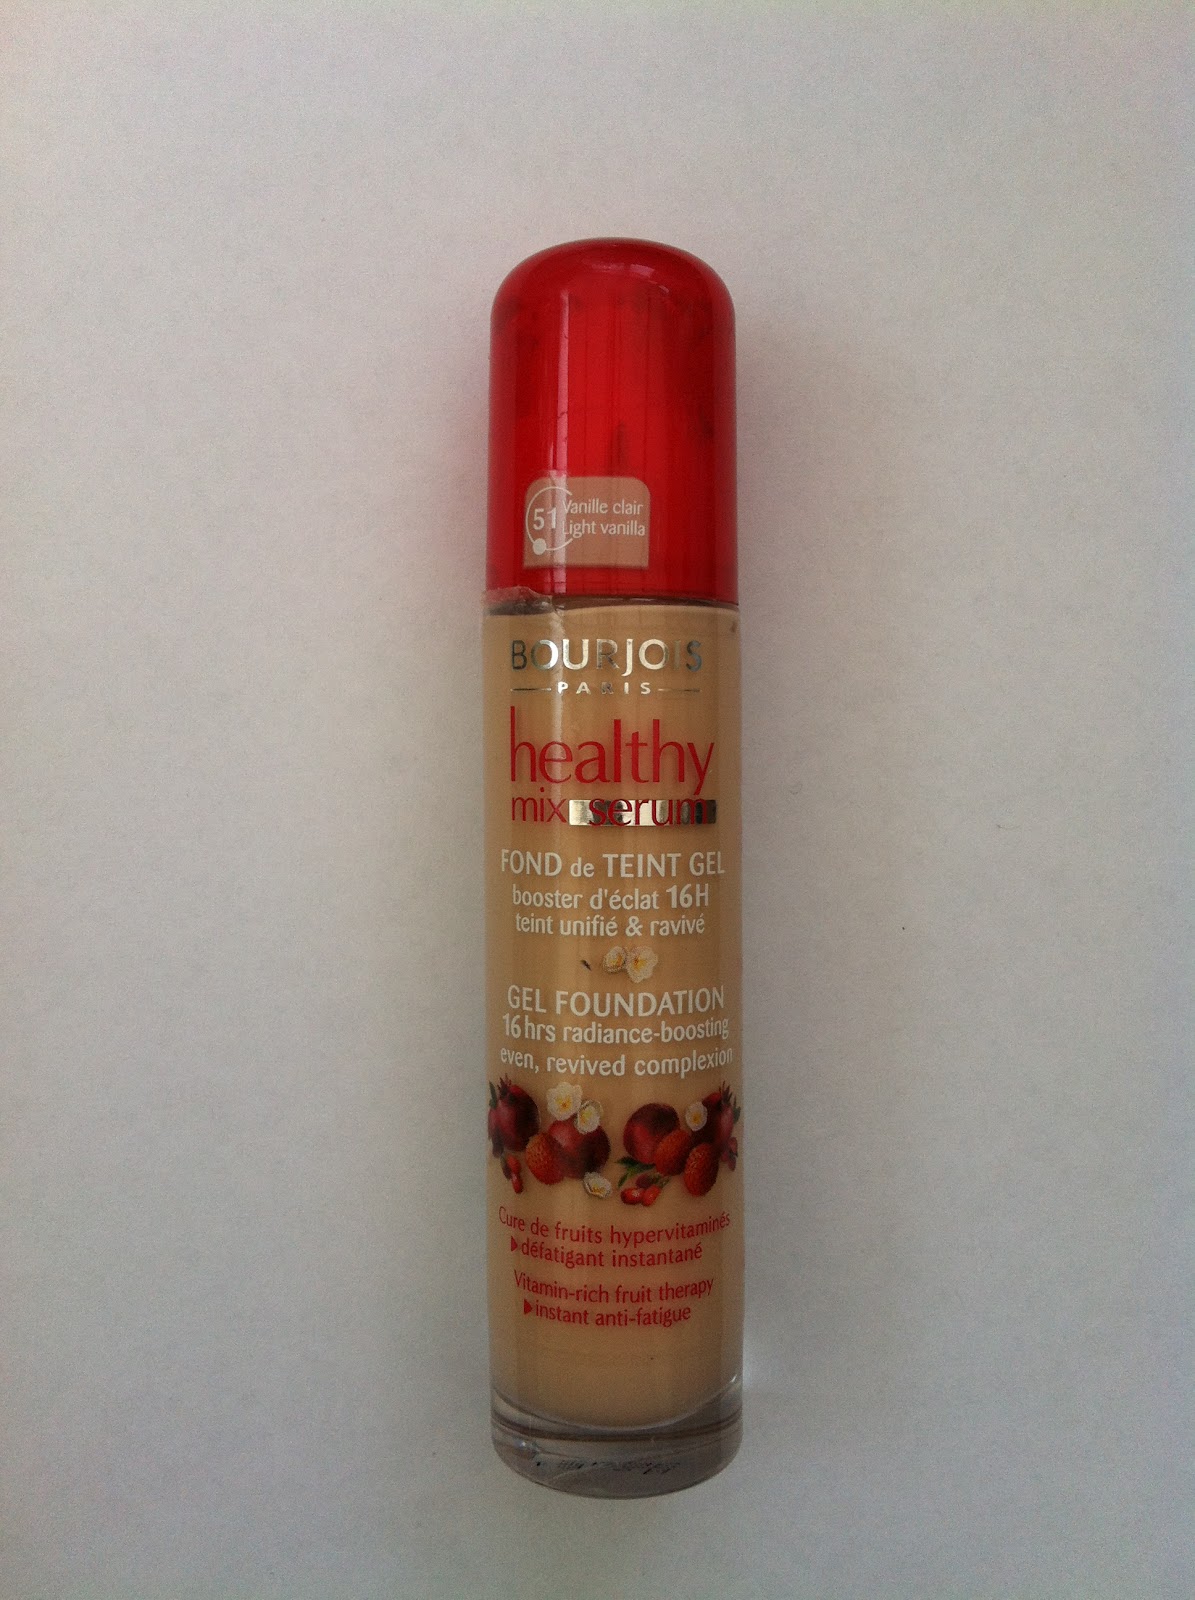 51
Vanille clair
Light vanilla
BOURJOIS
PARIS
healthy
mix serum
FOND de TEINT GEL
booster d'éclat 16H
teint unifié & ravivé
GEL FOUNDATION
16 hrs radiance-boosting
even, revived complexion
Cure de fruits hypervitaminés
défatigant instantané
Vitamin-rich fruit therapy
instant anti-fatigue